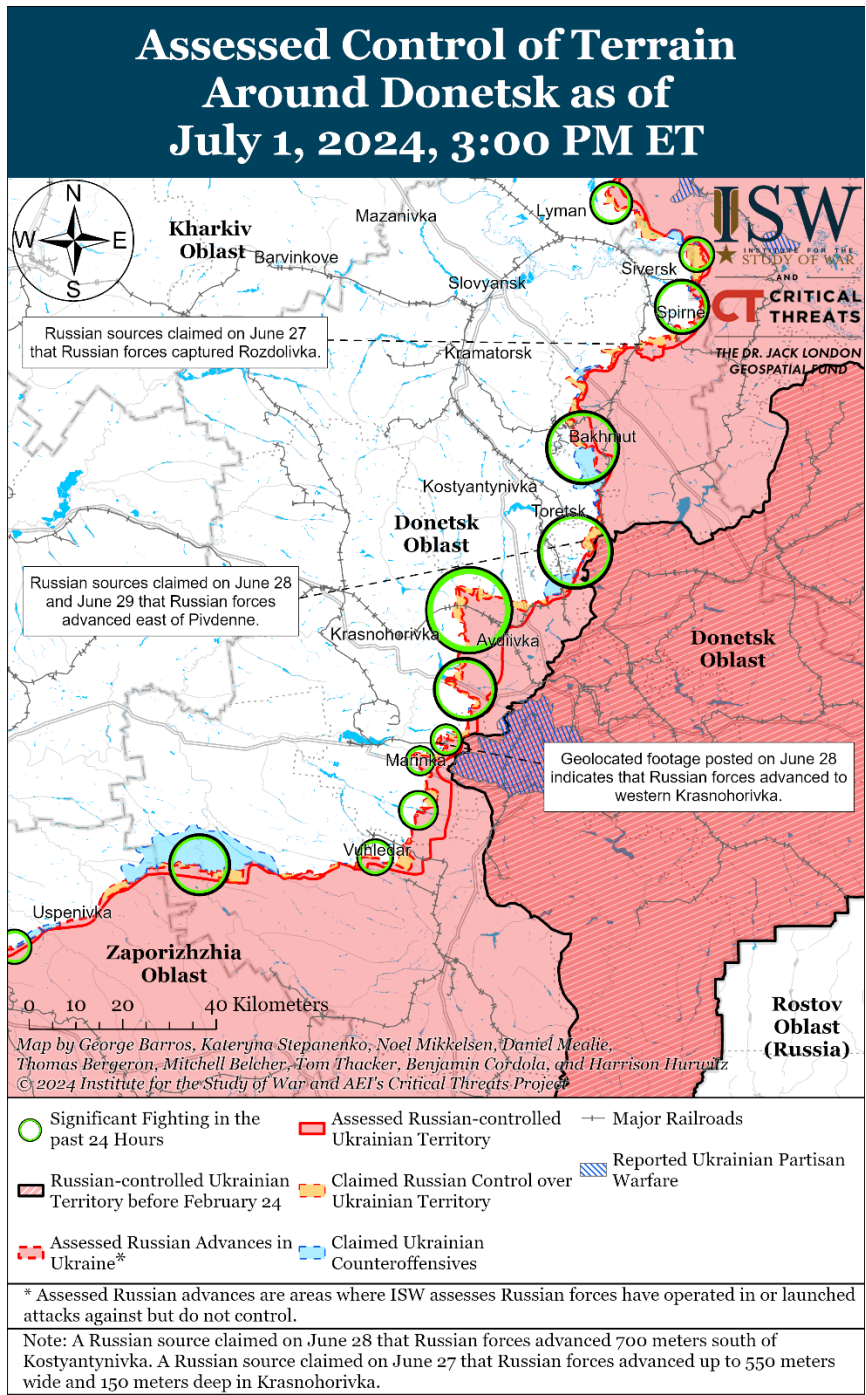 Assessed Control of Terrain
Around Donetsk as of
July 1, 2024, 3:00 PM ET
N
W
E
S
Kharkiv
Oblast
Mazanivka
Lyman
ISW
INSTITUTE FOR THE
STUDY OF WAR
AND
CT CRITICAL
THREATS
THE DR. JACK LONDON
GEOSPATIAL FUND
Barvinkove
Slovyansk
Siversk
Spirne
Russian sources claimed on June 27
that Russian forces captured Rozdolivka.
Kramatorsk
Bakhmut
Kostyantynivka
Toretsk
Donetsk
Oblast
Russian sources claimed on June 28
and June 29 that Russian forces
advanced east of Pivdenne.
Krasnohorivka
Avdiivka
Donetsk
Oblast
Geolocated footage posted on June 28
indicates that Russian forces advanced to
western Krasnohorivka.
Marinka
Vuhledar
Uspenivka
Zaporizhzhia
Oblast
Rostov
Oblast
(Russia)
0 10 20 40 Kilometers
Map by George Barros, Kateryna Stepanenko, Noel Mikkelsen, Daniel Mealie,
Thomas Bergeron, Mitchell Belcher, Tom Thacker, Benjamin Cordola, and Harrison Hurwitz
© 2024 Institute for the Study of War and AEI's Critical Threats Project
Significant Fighting in the
past 24 Hours
Russian-controlled Ukrainian
Territory before February 24
Assessed Russian Advances in
Ukraine*
Assessed Russian-controlled
Ukrainian Territory
Claimed Russian Control over
Ukrainian Territory
Claimed Ukrainian
Counteroffensives
Major Railroads
Reported Ukrainian Partisan
Warfare
* Assessed Russian advances are areas where ISW assesses Russian forces have operated in or launched
attacks against but do not control.
Note: A Russian source claimed on June 28 that Russian forces advanced 700 meters south of
Kostyantynivka. A Russian source claimed on June 27 that Russian forces advanced up to 550 meters
wide and 150 meters deep in Krasnohorivka.